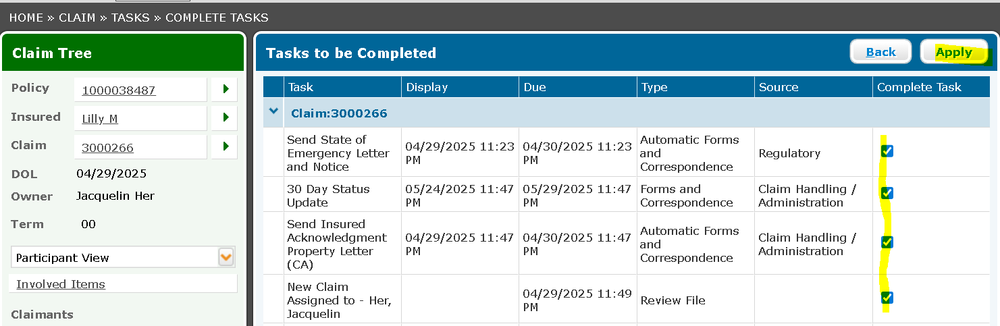 HOME » CLAIM » TASKS » COMPLETE TASKS
Claim Tree
Policy 1000038487
Insured Lilly M
Claim 3000266
DOL 04/29/2025
Owner Jacquelin Her
Term 00
Participant View
Involved Items
Claimants
Tasks to be Completed Back Apply
Task Display Due Type Source Complete Task
Claim:3000266
Send State of
Emergency Letter
and Notice
04/29/2025 11:23
PM
04/30/2025 11:23
PM
Automatic Forms
and
Correspondence
Regulatory
30 Day Status
Update
05/24/2025 11:47
PM
05/29/2025 11:47
PM
Forms and
Correspondence
Claim Handling /
Administration
Send Insured
Acknowledgment
Property Letter
(CA)
04/29/2025 11:47
PM
04/30/2025 11:47
PM
Automatic Forms
and
Correspondence
Claim Handling /
Administration
New Claim
Assigned to - Her,
Jacquelin
04/29/2025 11:49
PM
Review File